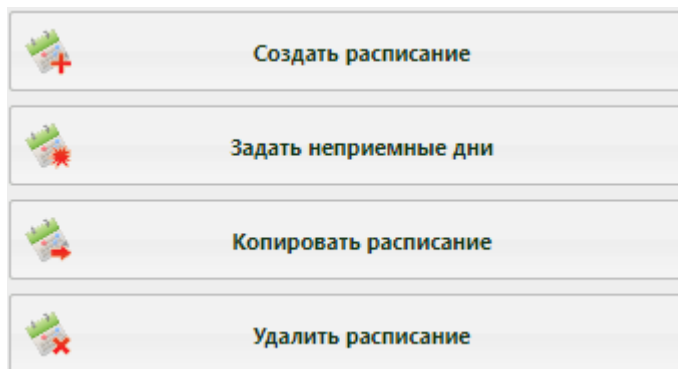 Создать расписание
Задать неприемные дни
Копировать расписание
Удалить расписание